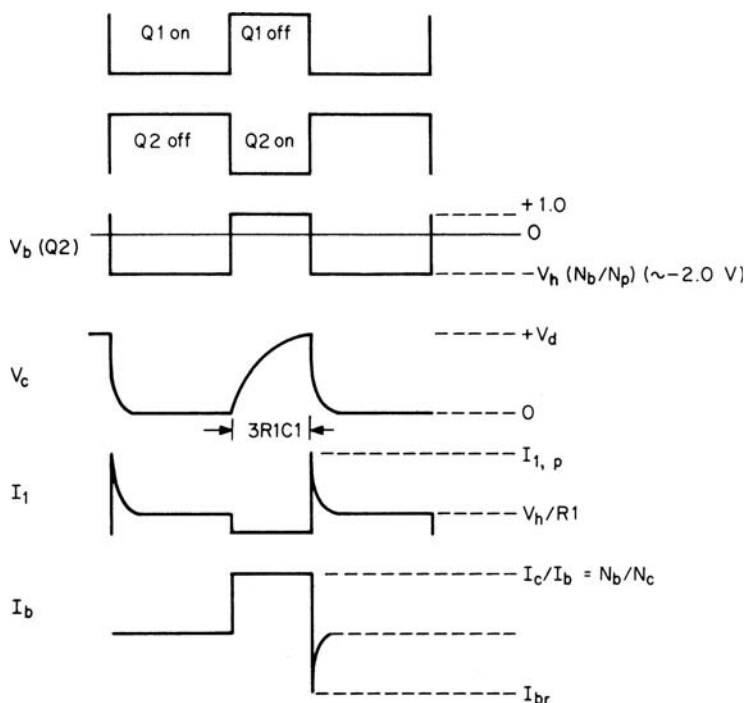 Q1 on Q1 off
Q2 off Q2 on
+1.0
0
V_b (Q2)
−V_h (N_b/N_p) (~−2.0 V)
+V_d
V_c
0
3R1C1
I_1, p
I_1
V_h/R1
I_c/I_b = N_b/N_c
I_b
I_br